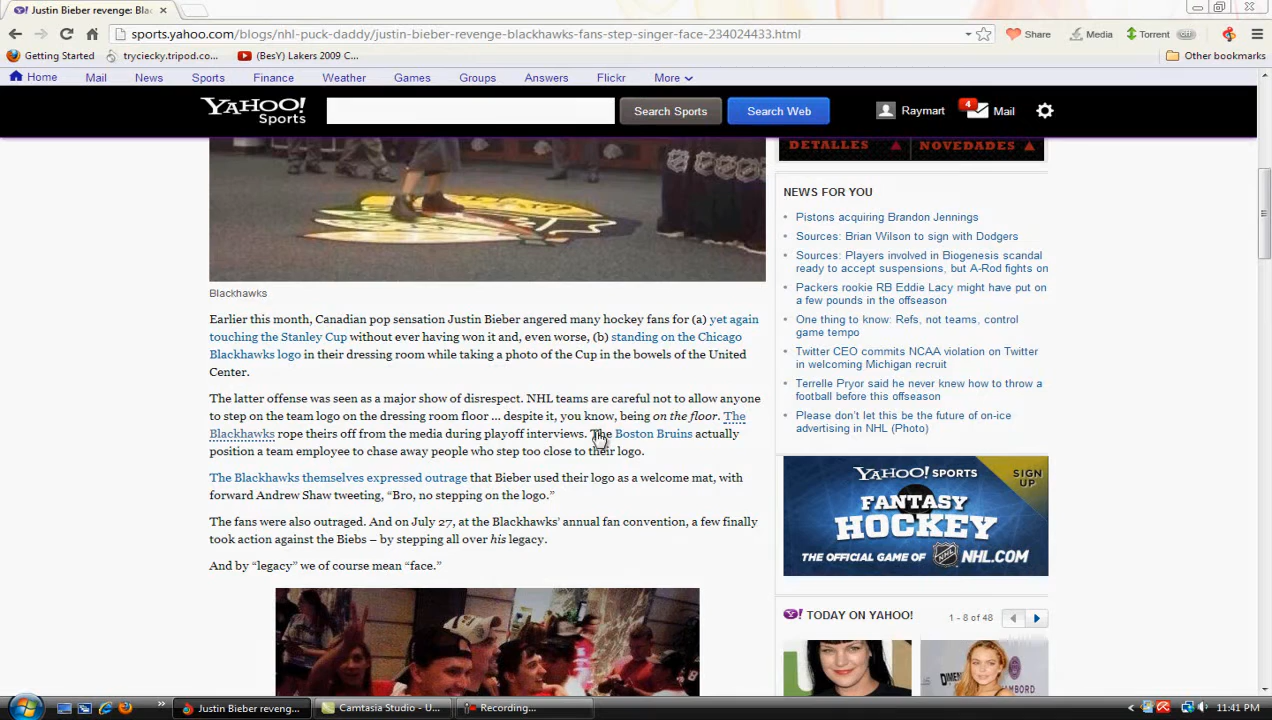 Justin Bieber revenge: Bla
sports.yahoo.com/blogs/nhl-puck-daddy/justin-bieber-revenge-blackhawks-fans-step-singer-face-234024433.html
Share
Media
Torrent
Getting Started
tryciecky.tripod.co...
(BesY) Lakers 2009 C...
Other bookmarks
Home Mail News Sports Finance Weather Games Groups Answers Flickr More
YAHOO!
Sports
Search Sports
Search Web
Raymart
4
Mail
DETALLES
NOVEDADES
Blackhawks
Earlier this month, Canadian pop sensation Justin Bieber angered many hockey fans for (a) yet again
touching the Stanley Cup without ever having won it and, even worse, (b) standing on the Chicago
Blackhawks logo in their dressing room while taking a photo of the Cup in the bowels of the United
Center.
The latter offense was seen as a major show of disrespect. NHL teams are careful not to allow anyone
to step on the team logo on the dressing room floor ... despite it, you know, being on the floor. The
Blackhawks rope theirs off from the media during playoff interviews. The Boston Bruins actually
position a team employee to chase away people who step too close to their logo.
The Blackhawks themselves expressed outrage that Bieber used their logo as a welcome mat, with
forward Andrew Shaw tweeting, “Bro, no stepping on the logo.”
The fans were also outraged. And on July 27, at the Blackhawks’ annual fan convention, a few finally
took action against the Biebs – by stepping all over his legacy.
And by “legacy” we of course mean “face.”
NEWS FOR YOU
Pistons acquiring Brandon Jennings
Sources: Brian Wilson to sign with Dodgers
Sources: Players involved in Biogenesis scandal
ready to accept suspensions, but A-Rod fights on
Packers rookie RB Eddie Lacy might have put on
a few pounds in the offseason
One thing to know: Refs, not teams, control
game tempo
Twitter CEO commits NCAA violation on Twitter
in welcoming Michigan recruit
Terrelle Pryor said he never knew how to throw a
football before this offseason
Please don’t let this be the future of on-ice
advertising in NHL (Photo)
YAHOO! SPORTS
SIGN
UP
FANTASY
HOCKEY
THE OFFICIAL GAME OF NHL NHL.COM
TODAY ON YAHOO!
1 - 8 of 48
Justin Bieber reveng...
Camtasia Studio - U...
Recording...
11:41 PM